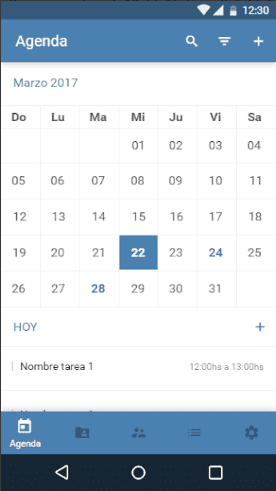 12:30
Agenda
Marzo 2017
Do Lu Ma Mi Ju Vi Sa
01 02 03 04
05 06 07 08 09 10 11
12 13 14 15 16 17 18
19 20 21 22 23 24 25
26 27 28 29 30 31
HOY +
Nombre tarea 1 12:00hs a 13:00hs
Agenda